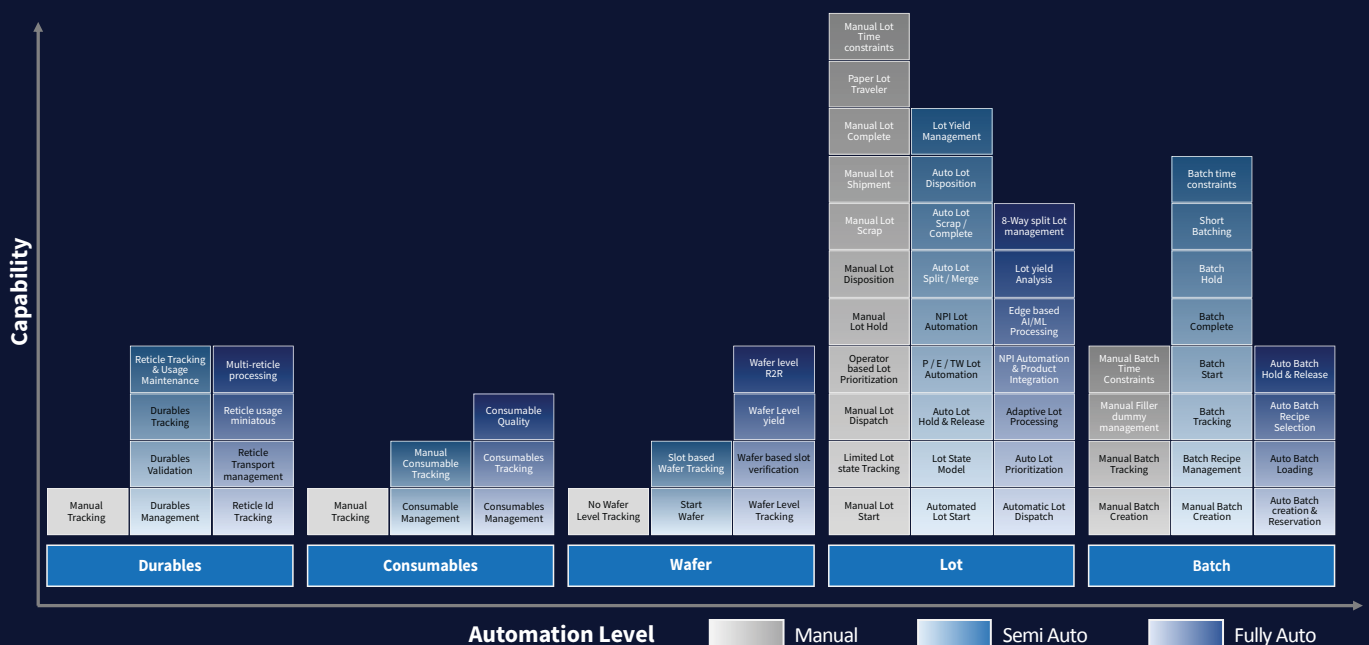 Capability
Manual
Tracking
Reticle Tracking
& Usage
Maintenance
Durables
Tracking
Durables
Validation
Durables
Management
Multi-reticle
processing
Reticle usage
miniatous
Reticle
Transport
management
Reticle Id
Tracking
Durables
Manual
Tracking
Manual
Consumable
Tracking
Consumable
Management
Consumable
Quality
Consumables
Tracking
Consumables
Management
Consumables
No Wafer
Level Tracking
Slot based
Wafer Tracking
Start
Wafer
Wafer level
R2R
Wafer Level
yield
Wafer based slot
verification
Wafer Level
Tracking
Wafer
Manual Lot
Time
constraints
Paper Lot
Traveler
Manual Lot
Complete
Manual Lot
Shipment
Manual Lot
Scrap
Manual Lot
Disposition
Manual
Lot Hold
Operator
based Lot
Prioritization
Manual Lot
Dispatch
Limited Lot
state Tracking
Manual Lot
Start
Lot Yield
Management
Auto Lot
Disposition
Auto Lot
Scrap /
Complete
Auto Lot
Split / Merge
NPI Lot
Automation
P / E / TW Lot
Automation
Auto Lot
Hold & Release
Lot State
Model
Automated
Lot Start
8-Way split Lot
management
Lot yield
Analysis
Edge based
AI/ML
Processing
NPI Automation
& Product
Integration
Adaptive Lot
Processing
Auto Lot
Prioritization
Automatic Lot
Dispatch
Lot
Manual Batch
Time
Constraints
Manual Filler
dummy
management
Manual Batch
Tracking
Manual Batch
Creation
Batch time
constraints
Short
Batching
Batch
Hold
Batch
Complete
Batch
Start
Batch
Tracking
Batch Recipe
Management
Manual Batch
Creation
Auto Batch
Hold & Release
Auto Batch
Recipe
Selection
Auto Batch
Loading
Auto Batch
creation &
Reservation
Batch
Automation Level
Manual
Semi Auto
Fully Auto